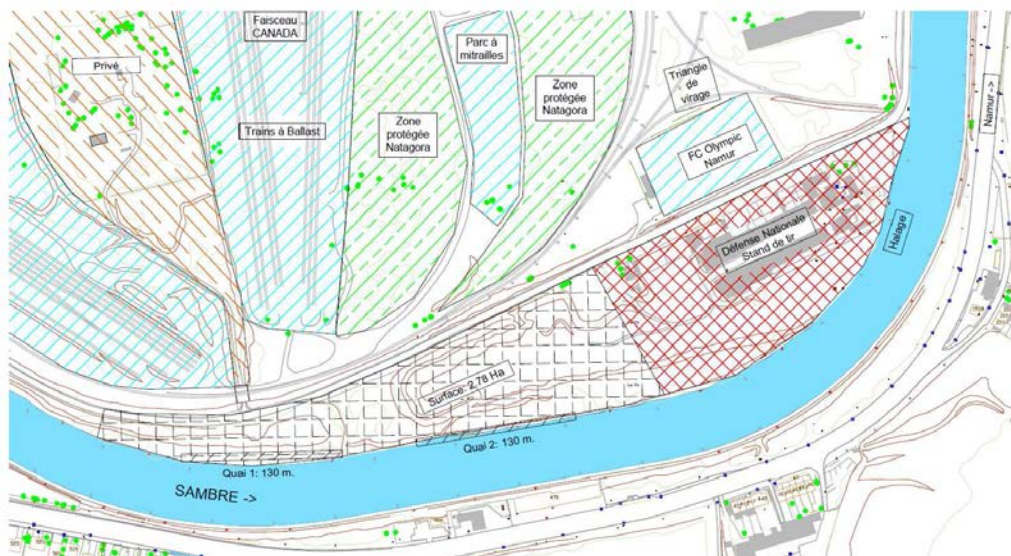 Faisceau
CANADA
Privé
Parc à
mitrailles
Zone
protégée
Natagora
Triangle
de
virage
Trains à Ballast
Zone
protégée
Natagora
FC Olympic
Namur
Namur ->
Halage
Défense Nationale
Stand de tir
Surface: 2,78 Ha
Quai 2: 130 m.
Quai 1: 130 m.
SAMBRE ->